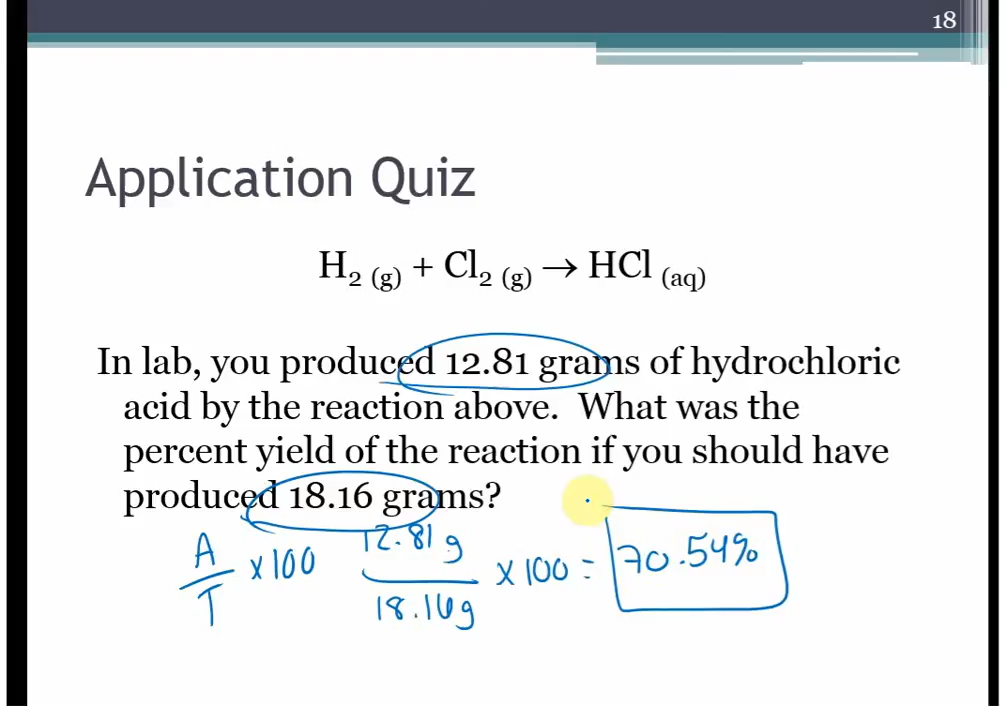 18
Application Quiz
H₂ (g) + Cl₂ (g) → HCl (aq)
In lab, you produced 12.81 grams of hydrochloric
acid by the reaction above. What was the
percent yield of the reaction if you should have
produced 18.16 grams?
A/T x100 12.81 g/18.16g x100 = 70.54%